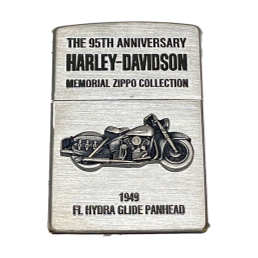 THE 95TH ANNIVERSARY
HARLEY-DAVIDSON
MEMORIAL ZIPPO COLLECTION
1949
FL HYDRA GLIDE PANHEAD